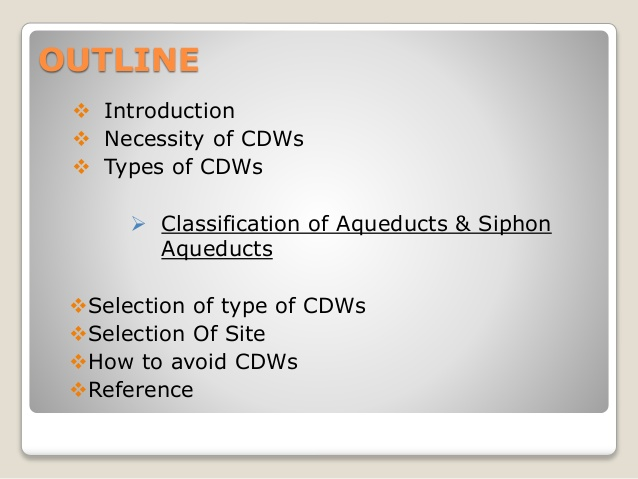 OUTLINE
Introduction
Necessity of CDWs
Types of CDWs
Classification of Aqueducts & Siphon
Aqueducts
Selection of type of CDWs
Selection Of Site
How to avoid CDWs
Reference